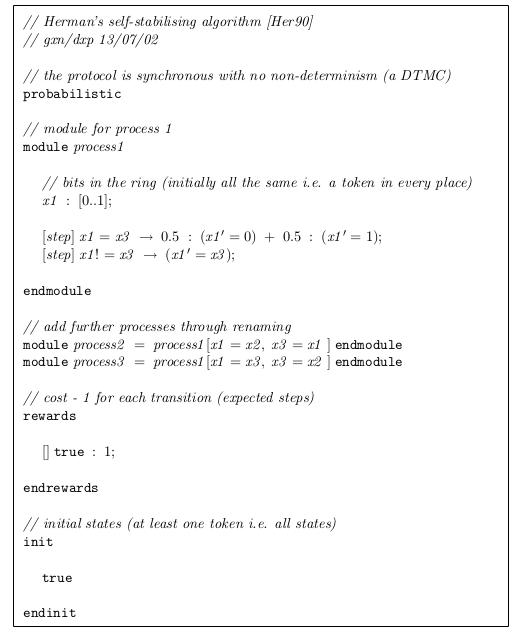 // Herman's self-stabilising algorithm [Her90]
// gxn/dxp 13/07/02
// the protocol is synchronous with no non-determinism (a DTMC)
probabilistic
// module for process 1
module process1
// bits in the ring (initially all the same i.e. a token in every place)
x1 : [0..1];
[step] x1 = x3 → 0.5 : (x1′ = 0) + 0.5 : (x1′ = 1);
[step] x1! = x3 → (x1′ = x3);
endmodule
// add further processes through renaming
module process2 = process1[x1 = x2, x3 = x1 ] endmodule
module process3 = process1[x1 = x3, x3 = x2 ] endmodule
// cost - 1 for each transition (expected steps)
rewards
[] true : 1;
endrewards
// initial states (at least one token i.e. all states)
init
true
endinit